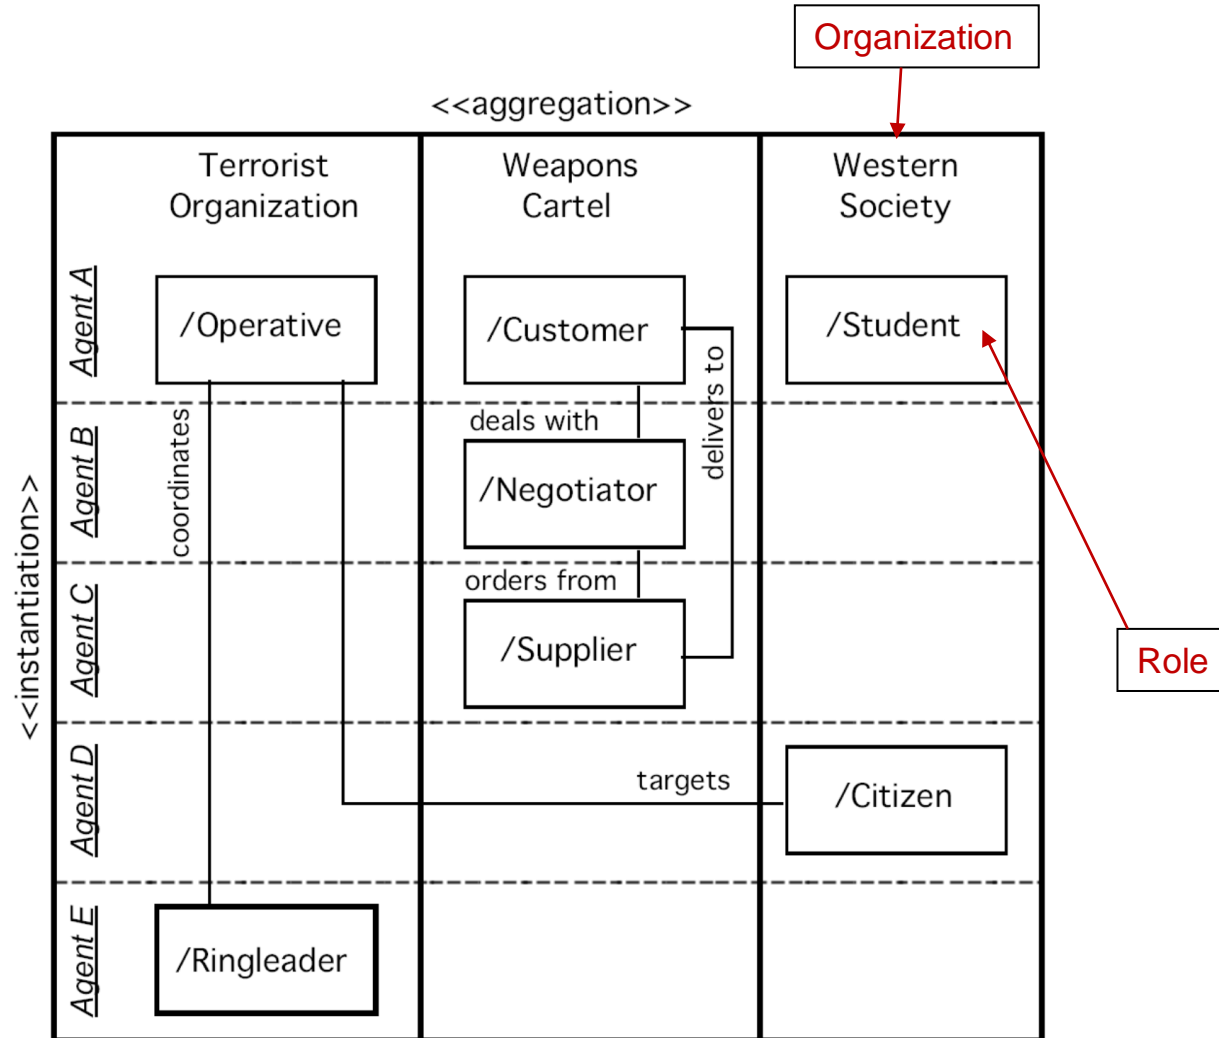 Organization
<<aggregation>>
Terrorist
Organization
Weapons
Cartel
Western
Society
Agent A
/Operative
/Customer
/Student
delivers to
coordinates
deals with
Agent B
/Negotiator
<<instantiation>>
orders from
Agent C
/Supplier
Role
targets
Agent D
/Citizen
Agent E
/Ringleader